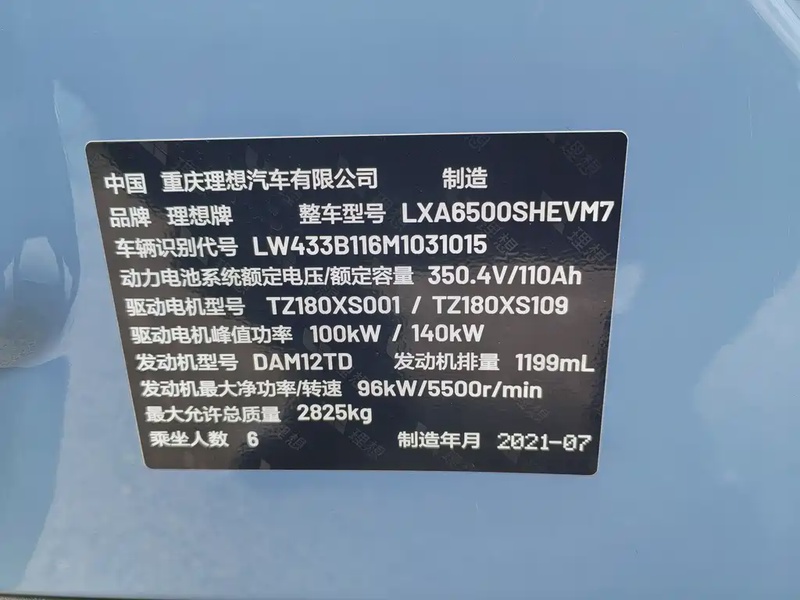 中国 重庆理想汽车有限公司 制造
品牌 理想牌 整车型号 LXA6500SHEVM7
车辆识别代号 LW433B116M1031015
动力电池系统额定电压/额定容量 350.4V/110Ah
驱动电机型号 TZ180XS001 / TZ180XS109
驱动电机峰值功率 100kW / 140kW
发动机型号 DAM12TD 发动机排量 1199mL
发动机最大净功率/转速 96kW/5500r/min
最大允许总质量 2825kg
乘坐人数 6 制造年月 2021-07